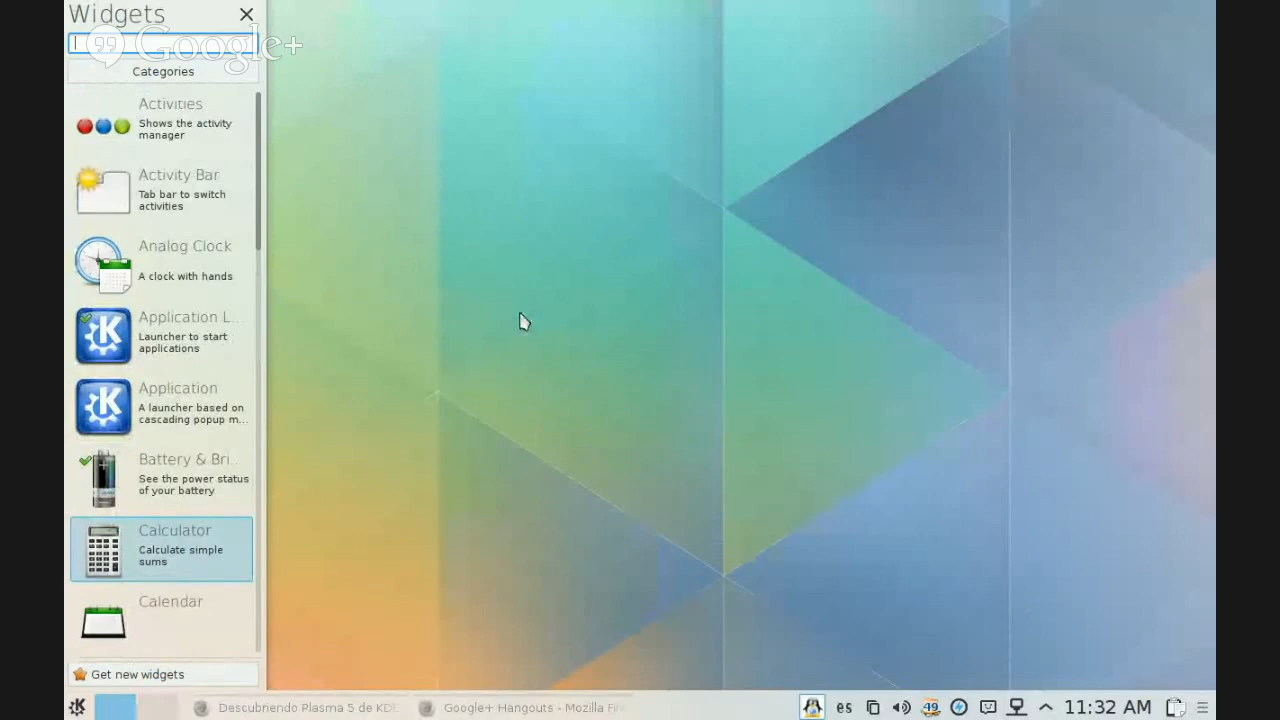 Widgets
Google+
Categories
Activities
Shows the activity
manager
Activity Bar
Tab bar to switch
activities
Analog Clock
A clock with hands
Application L...
Launcher to start
applications
Application
A launcher based on
cascading popup m...
Battery & Bri...
See the power status
of your battery
Calculator
Calculate simple
sums
Calendar
Get new widgets
Descubriendo Plasma 5 de KDE
Google+ Hangouts - Mozilla Fire
es
49
11:32 AM